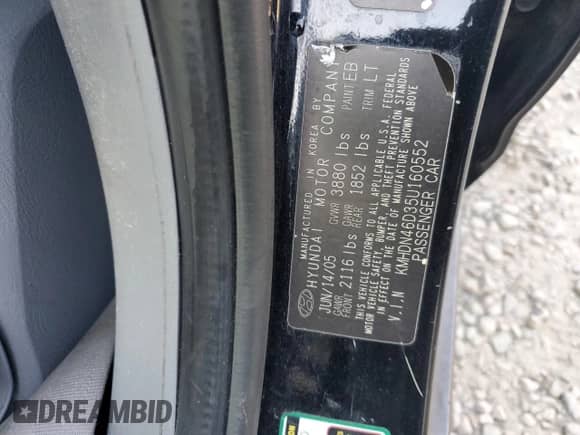 MANUFACTURED IN KOREA BY
HYUNDAI MOTOR COMPANY
JUN/14/05 GVWR 3880 lbs PAINT EB
GAWR FRONT 2116 lbs GAWR REAR 1852 lbs TRIM LT
THIS VEHICLE CONFORMS TO ALL APPLICABLE U.S.A. FEDERAL
MOTOR VEHICLE SAFETY, BUMPER, AND THEFT PREVENTION STANDARDS
IN EFFECT ON THE DATE OF MANUFACTURE SHOWN ABOVE
V.I.N KMHDN46D35U160552
PASSENGER CAR
DREAMBID